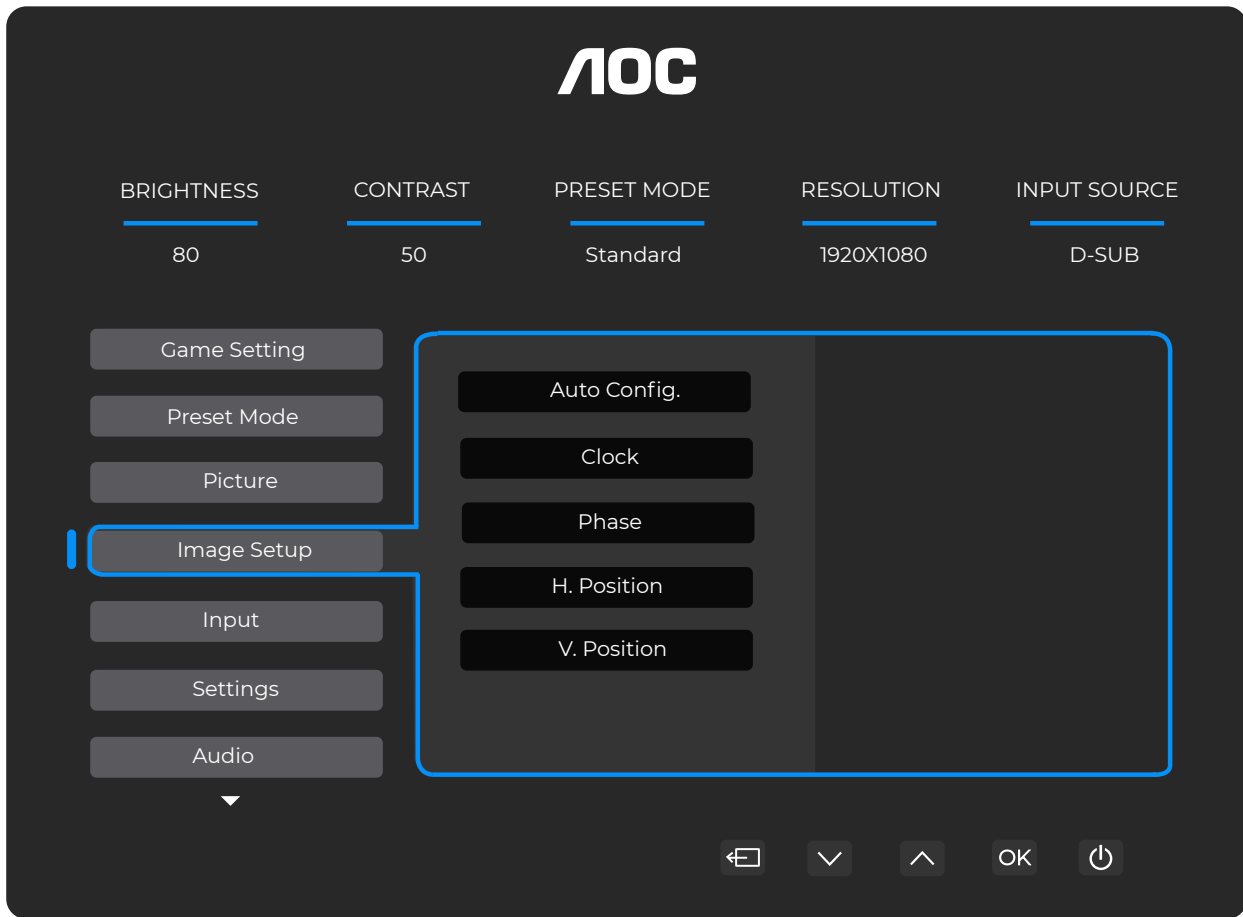 AOC
BRIGHTNESS CONTRAST PRESET MODE RESOLUTION INPUT SOURCE
80 50 Standard 1920X1080 D-SUB
Game Setting
Preset Mode
Picture
Image Setup
Input
Settings
Audio
Auto Config.
Clock
Phase
H. Position
V. Position
OK